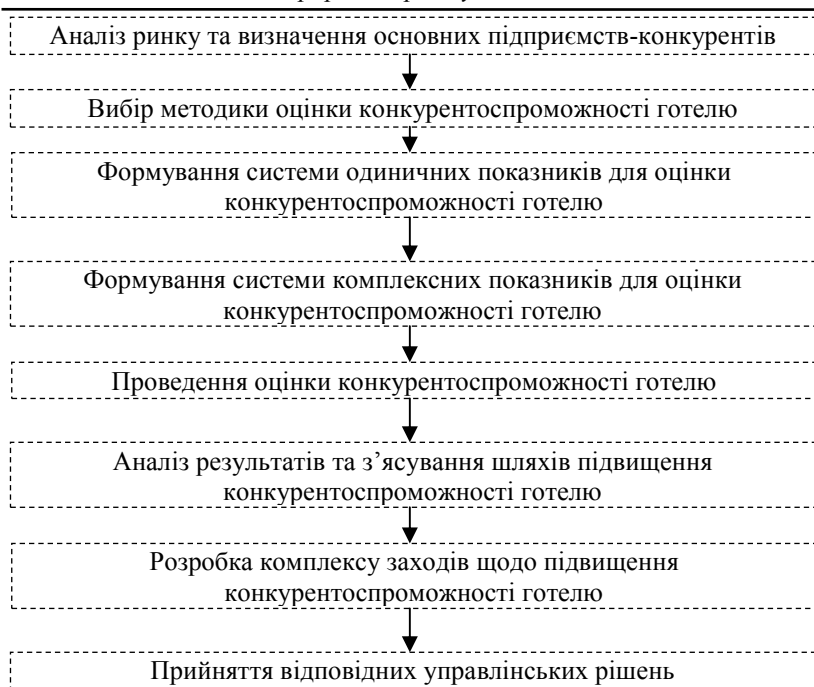 Аналіз ринку та визначення основних підприємств-конкурентів
Вибір методики оцінки конкурентоспроможності готелю
Формування системи одиничних показників для оцінки
конкурентоспроможності готелю
Формування системи комплексних показників для оцінки
конкурентоспроможності готелю
Проведення оцінки конкурентоспроможності готелю
Аналіз результатів та з’ясування шляхів підвищення
конкурентоспроможності готелю
Розробка комплексу заходів щодо підвищення
конкурентоспроможності готелю
Прийняття відповідних управлінських рішень